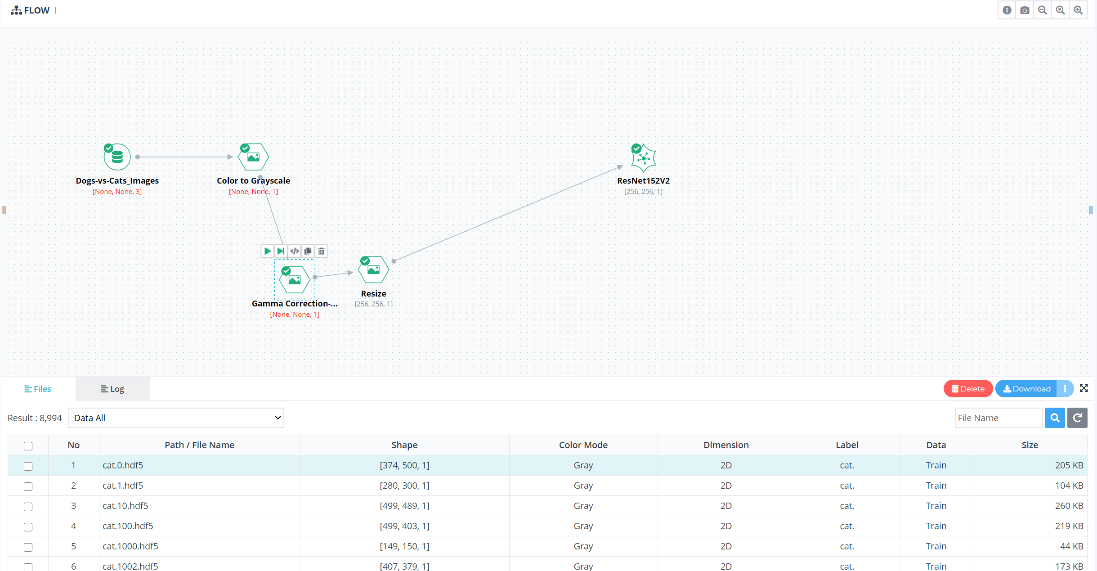 FLOW
Dogs-vs-Cats_Images
[None, None, 3]
Color to Grayscale
[None, None, 1]
ResNet152V2
[256, 256, 1]
Gamma Correction-...
[None, None, 1]
Resize
[256, 256, 1]
Files
Log
Delete
Download
Result : 8,994
Data All
File Name
No Path / File Name Shape Color Mode Dimension Label Data Size
1 cat.0.hdf5 [374, 500, 1] Gray 2D cat. Train 205 KB
2 cat.1.hdf5 [280, 300, 1] Gray 2D cat. Train 104 KB
3 cat.10.hdf5 [499, 489, 1] Gray 2D cat. Train 260 KB
4 cat.100.hdf5 [499, 403, 1] Gray 2D cat. Train 219 KB
5 cat.1000.hdf5 [149, 150, 1] Gray 2D cat. Train 44 KB
6 cat.1002.hdf5 [407, 379, 1] Gray 2D cat. Train 173 KB